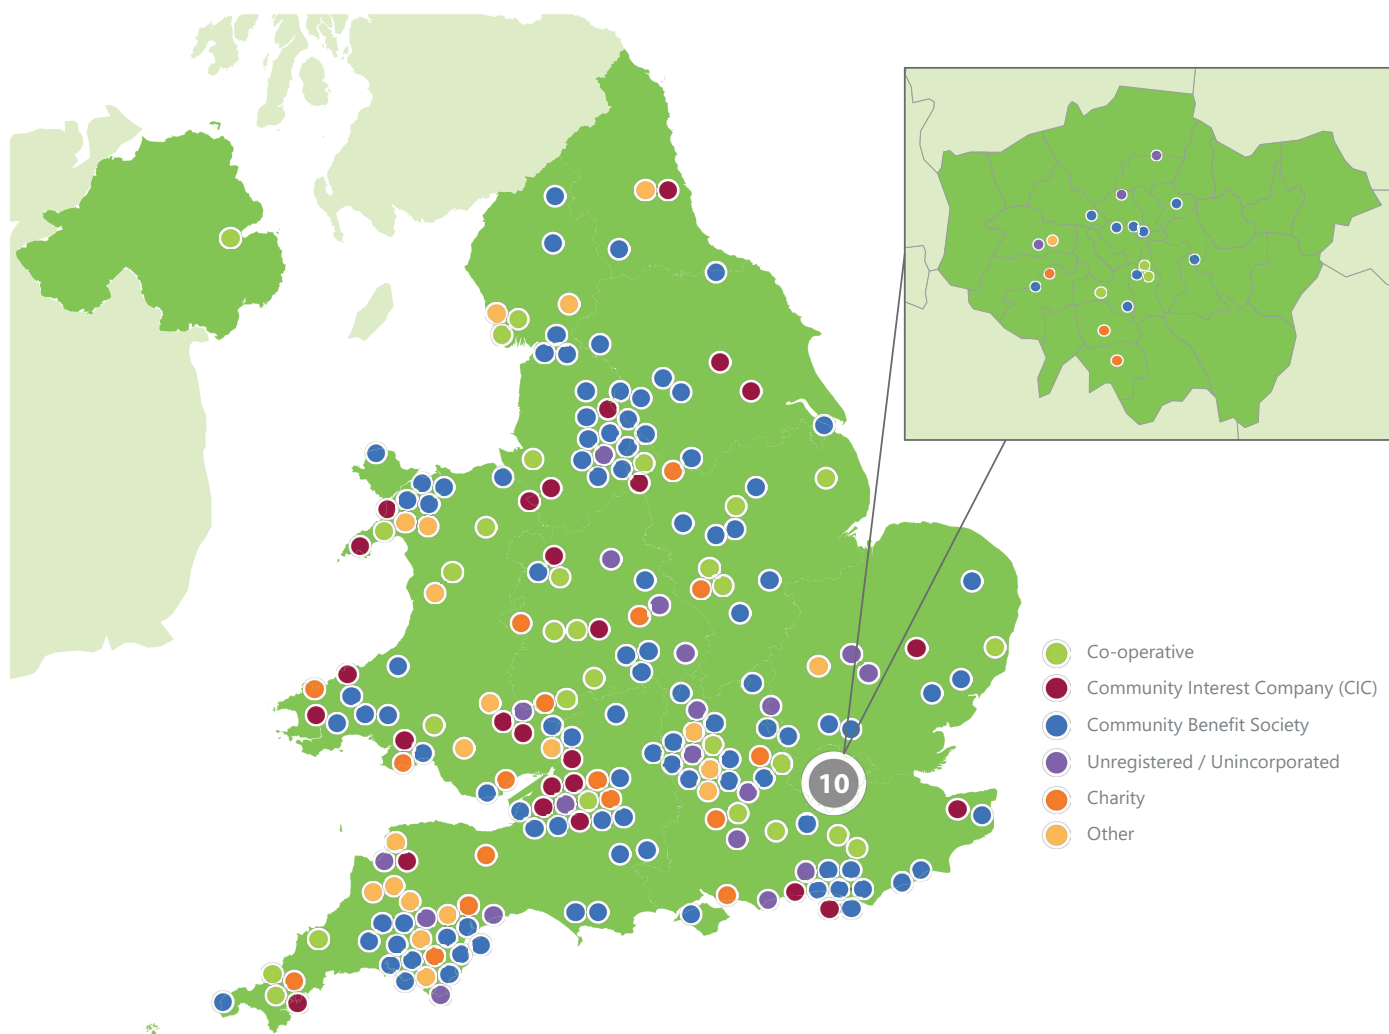 Co-operative
Community Interest Company (CIC)
Community Benefit Society
Unregistered / Unincorporated
Charity
Other
10